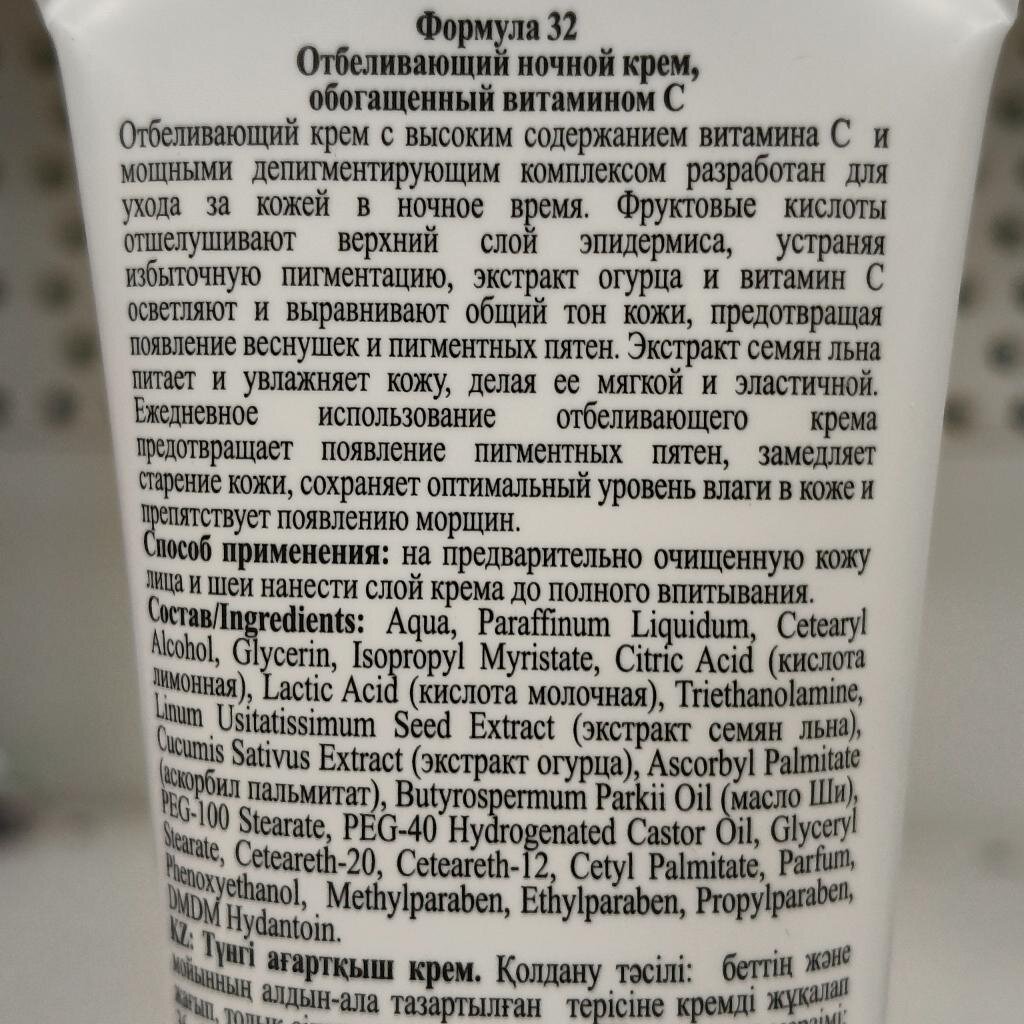 Формула 32
Отбеливающий ночной крем,
обогащенный витамином С
Отбеливающий крем с высоким содержанием витамина С и
мощными депигментирующим комплексом разработан для
ухода за кожей в ночное время. Фруктовые кислоты
отшелушивают верхний слой эпидермиса, устраняя
избыточную пигментацию, экстракт огурца и витамин С
осветляют и выравнивают общий тон кожи, предотвращая
появление веснушек и пигментных пятен. Экстракт семян льна
питает и увлажняет кожу, делая ее мягкой и эластичной.
Ежедневное использование отбеливающего крема
предотвращает появление пигментных пятен, замедляет
старение кожи, сохраняет оптимальный уровень влаги в коже и
препятствует появлению морщин.
Способ применения: на предварительно очищенную кожу
лица и шеи нанести слой крема до полного впитывания.
Состав/Ingredients: Aqua, Paraffinum Liquidum, Cetearyl
Alcohol, Glycerin, Isopropyl Myristate, Citric Acid (кислота
лимонная), Lactic Acid (кислота молочная), Triethanolamine,
Linum Usitatissimum Seed Extract (экстракт семян льна),
Cucumis Sativus Extract (экстракт огурца), Ascorbyl Palmitate
(аскорбил пальмитат), Butyrospermum Parkii Oil (масло Ши),
PEG-100 Stearate, PEG-40 Hydrogenated Castor Oil, Glyceryl
Stearate, Ceteareth-20, Ceteareth-12, Cetyl Palmitate, Parfum,
Phenoxyethanol, Methylparaben, Ethylparaben, Propylparaben,
DMDM Hydantoin.
KZ: Түнгі ағартқыш крем. Қолдану тәсілі: беттің және
мойынның алдын-ала тазартылған терісіне кремді жұқалап
жағып, толық